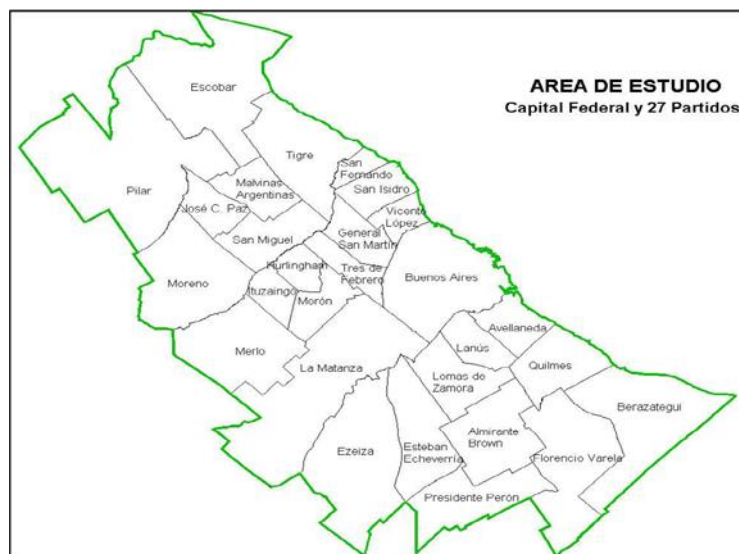 AREA DE ESTUDIO
Capital Federal y 27 Partidos
Escobar
Tigre
San
Fernando
San Isidro
Malvinas
Argentinas
Pilar
José C. Paz
Vicente
López
General
San Martín
San Miguel
Hurlingham
Tres de
Febrero
Buenos Aires
Moreno
Ituzaingó
Morón
Avellaneda
Merlo
La Matanza
Lanús
Quilmes
Lomas de
Zamora
Berazategui
Almirante
Brown
Ezeiza
Esteban
Echeverría
Florencio Varela
Presidente Perón